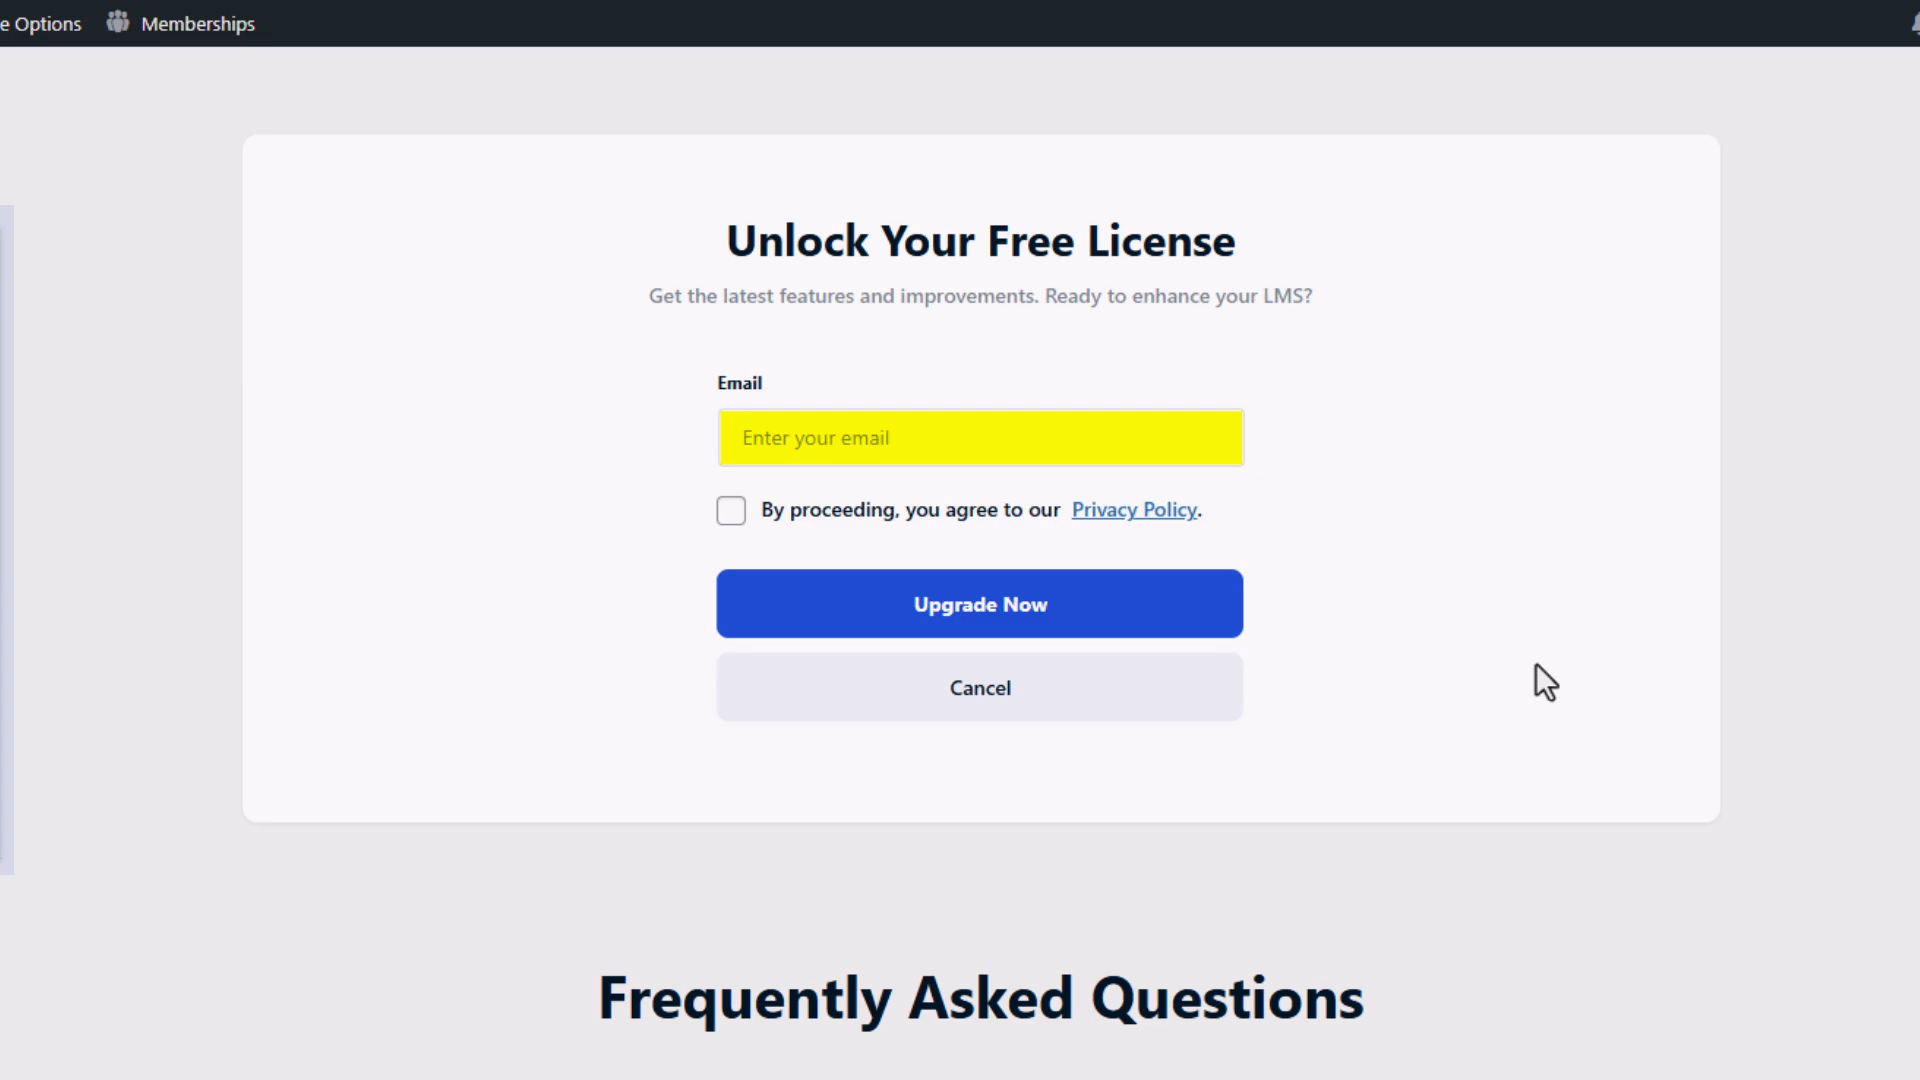 e Options Memberships
Unlock Your Free License
Get the latest features and improvements. Ready to enhance your LMS?
Email
Enter your email
By proceeding, you agree to our Privacy Policy.
Upgrade Now
Cancel
Frequently Asked Questions